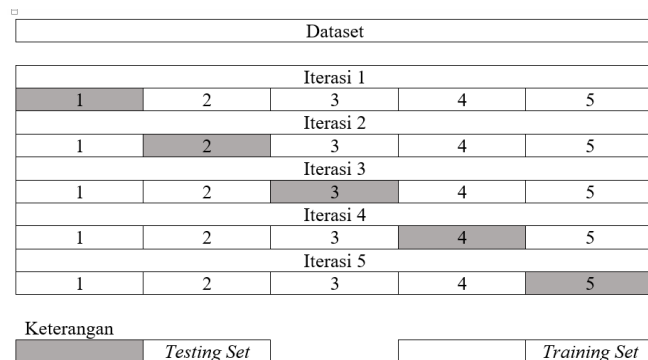 Dataset
Iterasi 1
1 2 3 4 5
Iterasi 2
1 2 3 4 5
Iterasi 3
1 2 3 4 5
Iterasi 4
1 2 3 4 5
Iterasi 5
1 2 3 4 5
Keterangan
Testing Set Training Set